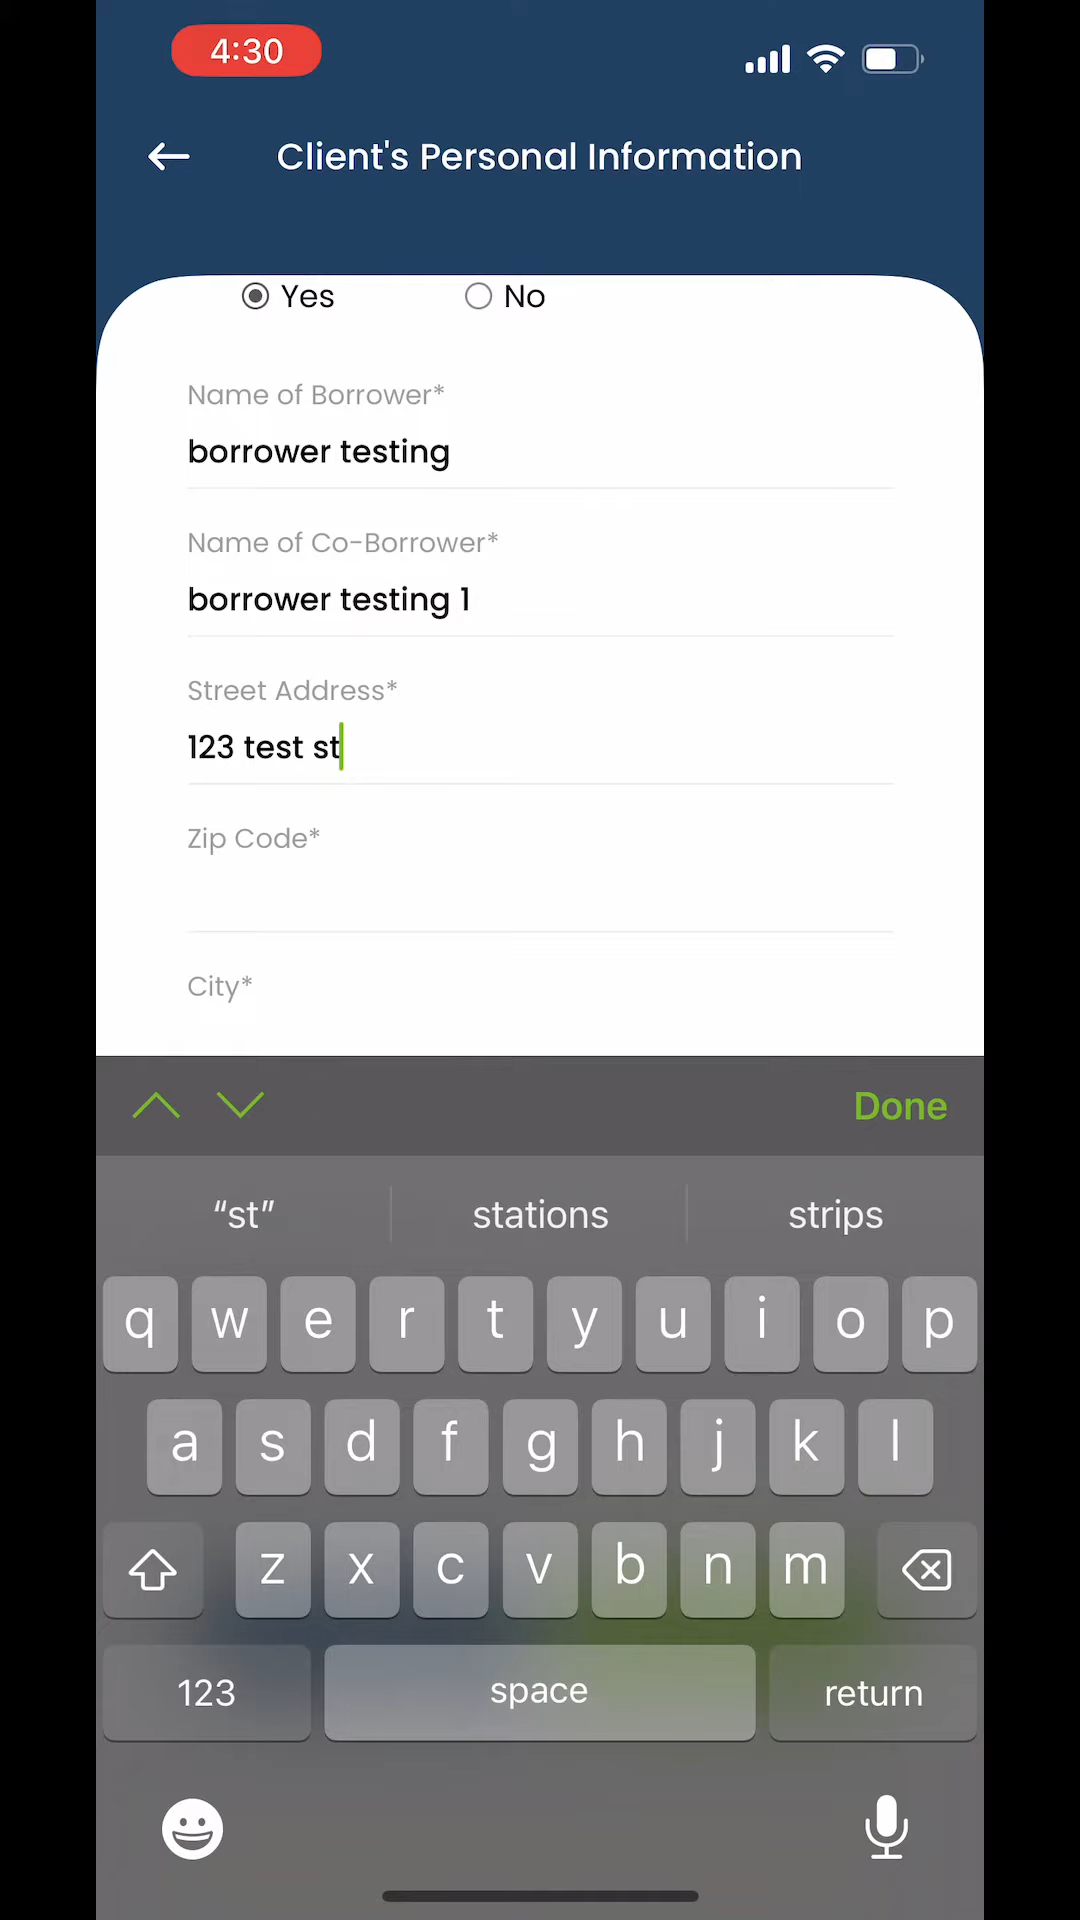 4:30
Client's Personal Information
Yes No
Name of Borrower*
borrower testing
Name of Co-Borrower*
borrower testing 1
Street Address*
123 test st
Zip Code*
City*
Done
“st” stations strips
q w e r t y u i o p
a s d f g h j k l
z x c v b n m
123 space return